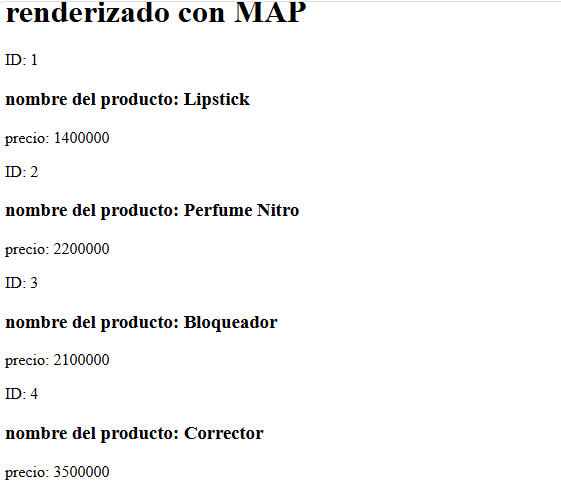 renderizado con MAP
ID: 1
nombre del producto: Lipstick
precio: 1400000
ID: 2
nombre del producto: Perfume Nitro
precio: 2200000
ID: 3
nombre del producto: Bloqueador
precio: 2100000
ID: 4
nombre del producto: Corrector
precio: 3500000